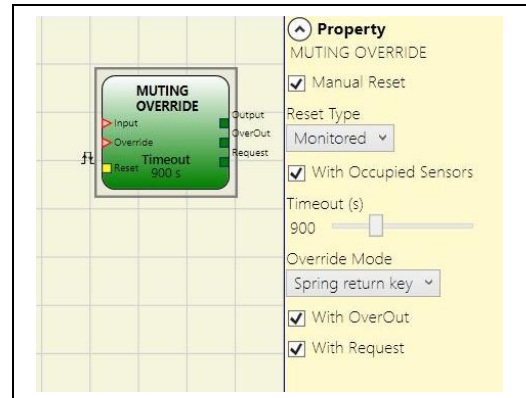 MUTING
OVERRIDE
Input
Override
Reset
Timeout
900 s
Output
OverOut
Request
Property
MUTING OVERRIDE
Manual Reset
Reset Type
Monitored
With Occupied Sensors
Timeout (s)
900
Override Mode
Spring return key
With OverOut
With Request